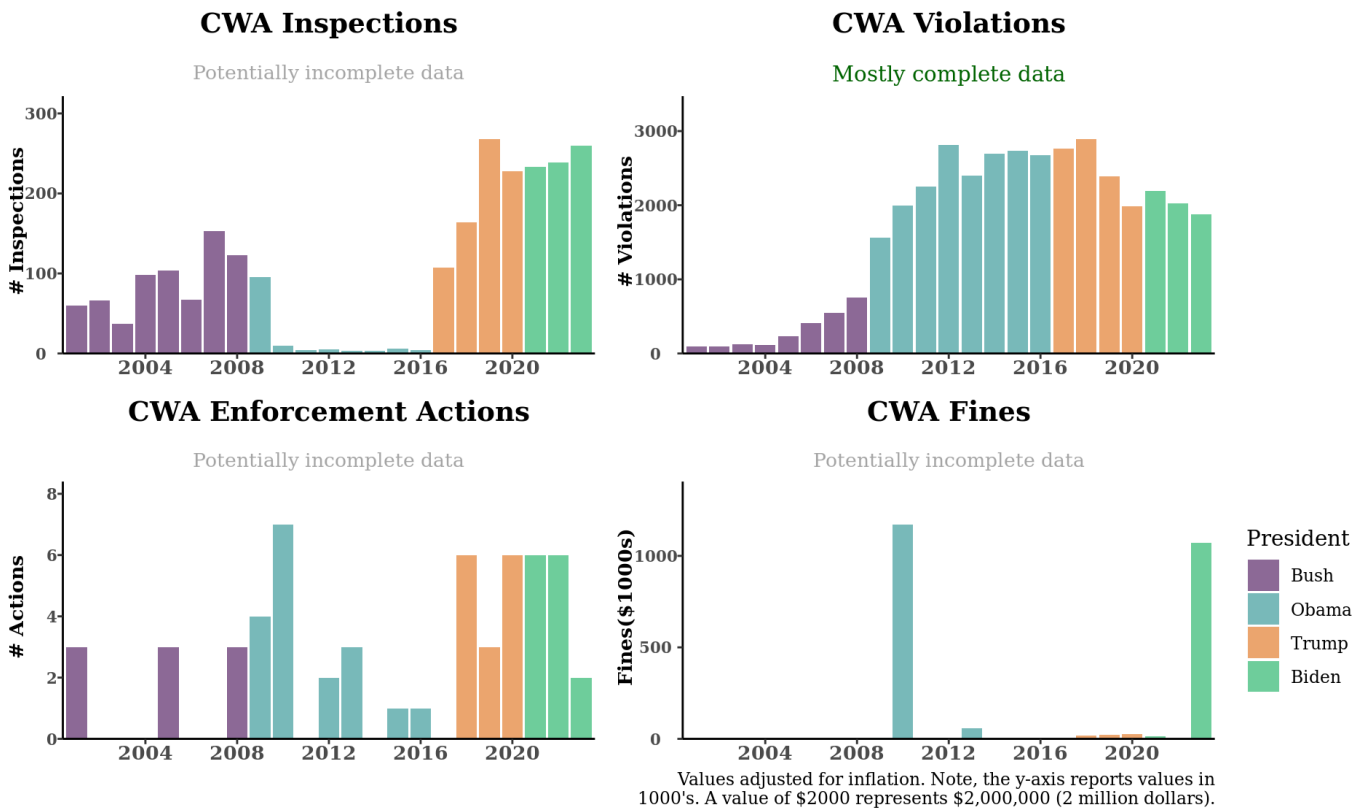 CWA Inspections
Potentially incomplete data
# Inspections
300
200
100
0
2004 2008 2012 2016 2020
CWA Violations
Mostly complete data
# Violations
3000
2000
1000
0
2004 2008 2012 2016 2020
CWA Enforcement Actions
Potentially incomplete data
# Actions
8
6
4
2
0
2004 2008 2012 2016 2020
CWA Fines
Potentially incomplete data
Fines($1000s)
1000
500
0
2004 2008 2012 2016 2020
President
Bush
Obama
Trump
Biden
Values adjusted for inflation. Note, the y-axis reports values in
1000's. A value of $2000 represents $2,000,000 (2 million dollars).